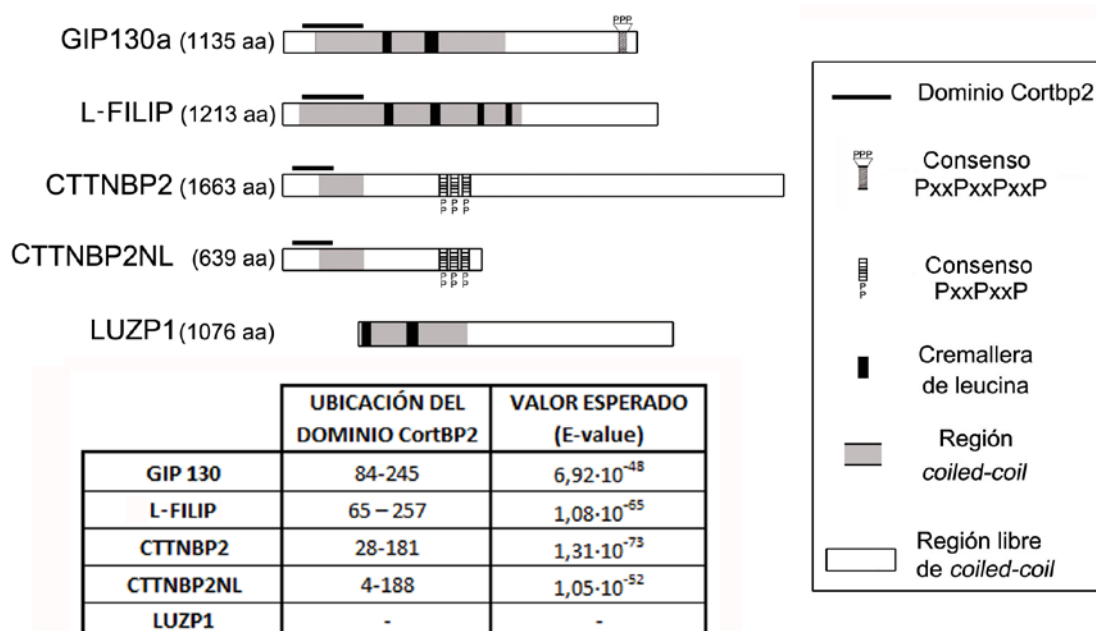 GIP130a (1135 aa)
PPP
L-FILIP (1213 aa)
CTTNBP2 (1663 aa)
P P P
P P P
CTTNBP2NL (639 aa)
P P P
P P P
LUZP1 (1076 aa)
UBICACIÓN DEL DOMINIO CortBP2 VALOR ESPERADO (E-value)
GIP 130 84-245 6,92·10⁻⁴⁸
L-FILIP 65 – 257 1,08·10⁻⁶⁵
CTTNBP2 28-181 1,31·10⁻⁷³
CTTNBP2NL 4-188 1,05·10⁻⁵²
LUZP1 - -
Dominio Cortbp2
PPP
Consenso
PxxPxxPxxP
Consenso
PxxPxxP
P
P
Cremallera
de leucina
Región
coiled-coil
Región libre
de coiled-coil